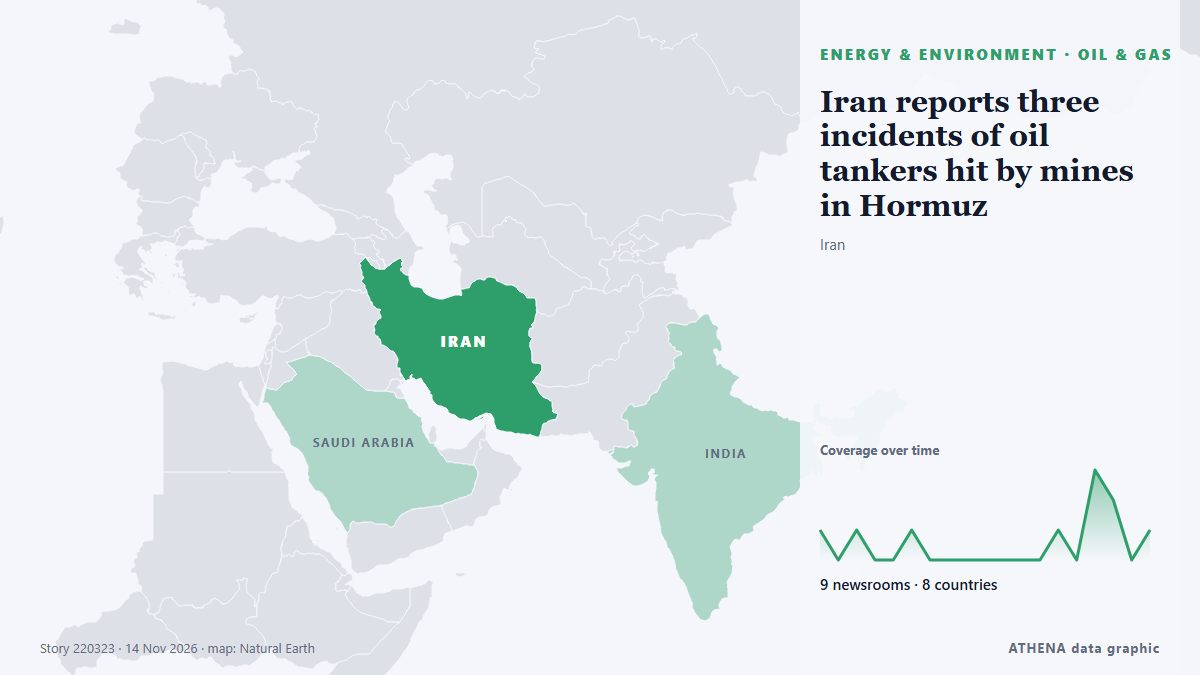 ENERGY & ENVIRONMENT · OIL & GAS
Iran reports three
incidents of oil
tankers hit by mines
in Hormuz
Iran
IRAN
SAUDI ARABIA
INDIA
Coverage over time
9 newsrooms · 8 countries
Story 220323 · 14 Nov 2026 · map: Natural Earth
ATHENA data graphic